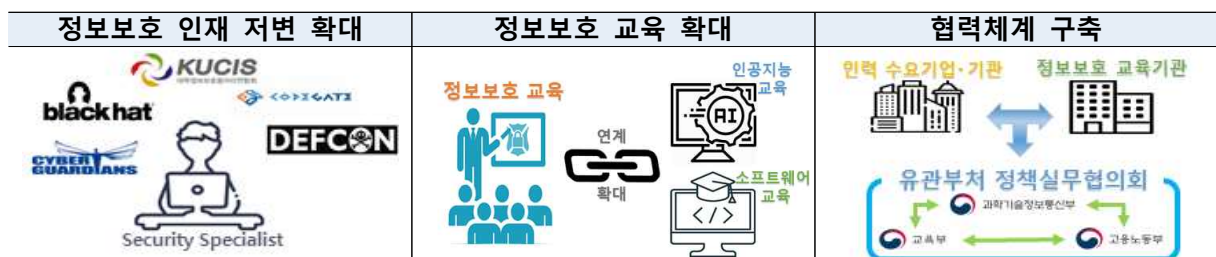 정보보호 인재 저변 확대
KUCIS
black hat
CODEGATE
DEFCON
CYBER GUARDIANS
Security Specialist
정보보호 교육 확대
정보보호 교육
연계
확대
인공지능
교육
AI
소프트웨어
교육
</>
협력체계 구축
인력 수요기업·기관
정보보호 교육기관
유관부처 정책실무협의회
과학기술정보통신부
교육부
고용노동부